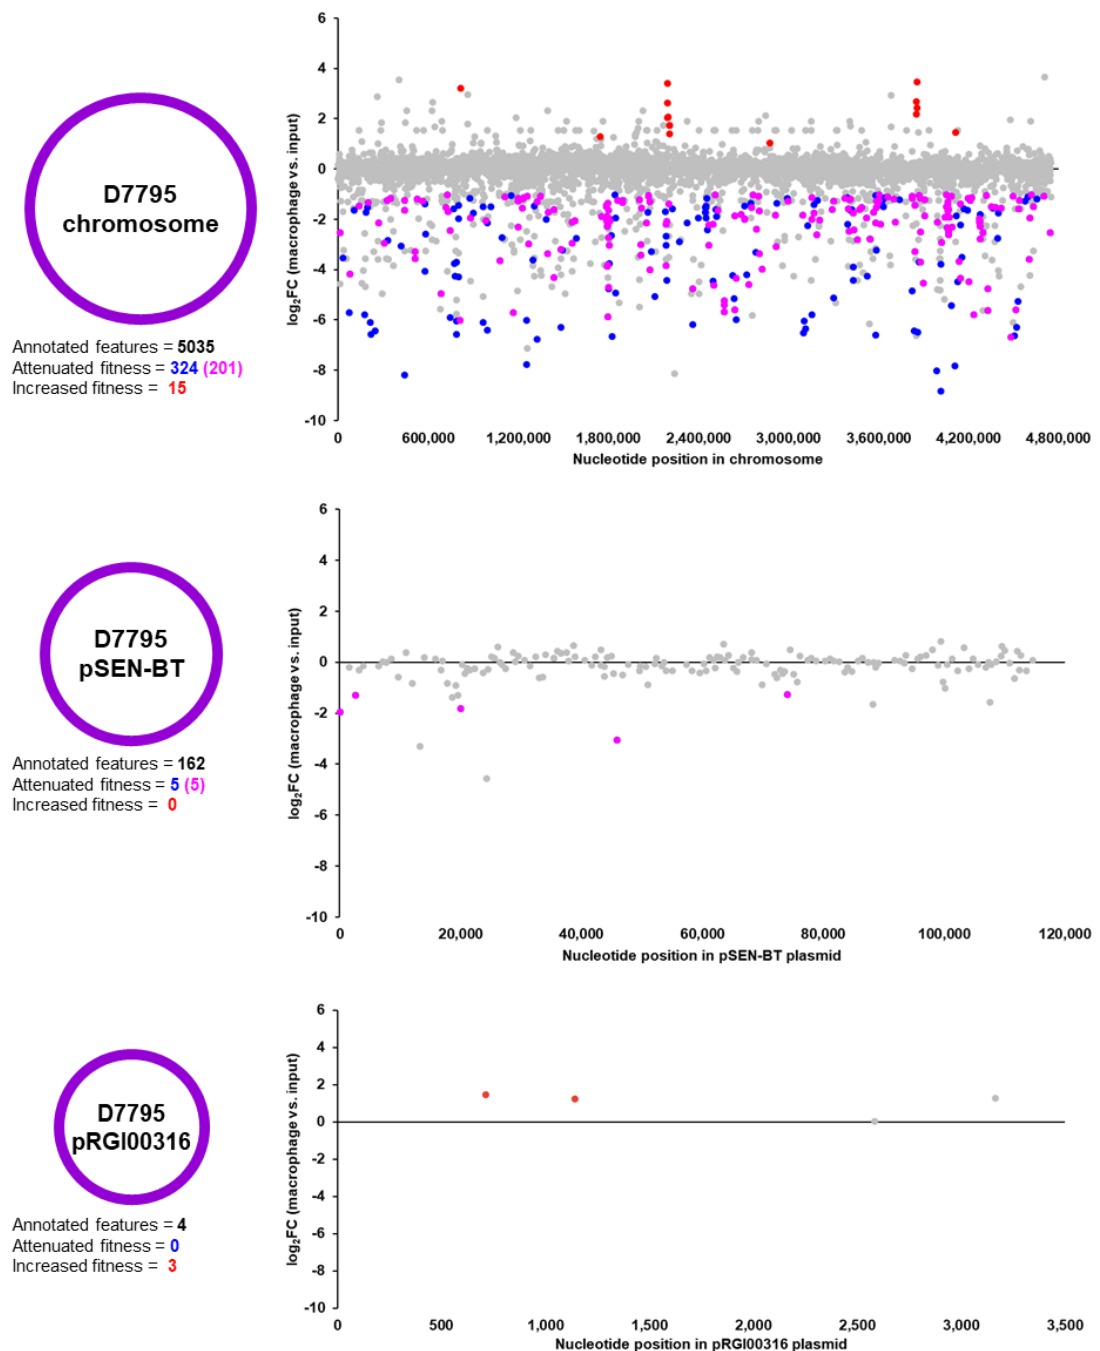 D7795
chromosome
Annotated features = 5035
Attenuated fitness = 324 (201)
Increased fitness = 15
log₂FC (macrophage vs. input)
6
4
2
0
-2
-4
-6
-8
-10
0 600,000 1,200,000 1,800,000 2,400,000 3,000,000 3,600,000 4,200,000 4,800,000
Nucleotide position in chromosome
D7795
pSEN-BT
Annotated features = 162
Attenuated fitness = 5 (5)
Increased fitness = 0
log₂FC (macrophage vs. input)
6
4
2
0
-2
-4
-6
-8
-10
0 20,000 40,000 60,000 80,000 100,000 120,000
Nucleotide position in pSEN-BT plasmid
D7795
pRGI00316
Annotated features = 4
Attenuated fitness = 0
Increased fitness = 3
log₂FC (macrophage vs. input)
6
4
2
0
-2
-4
-6
-8
-10
0 500 1,000 1,500 2,000 2,500 3,000 3,500
Nucleotide position in pRGI00316 plasmid